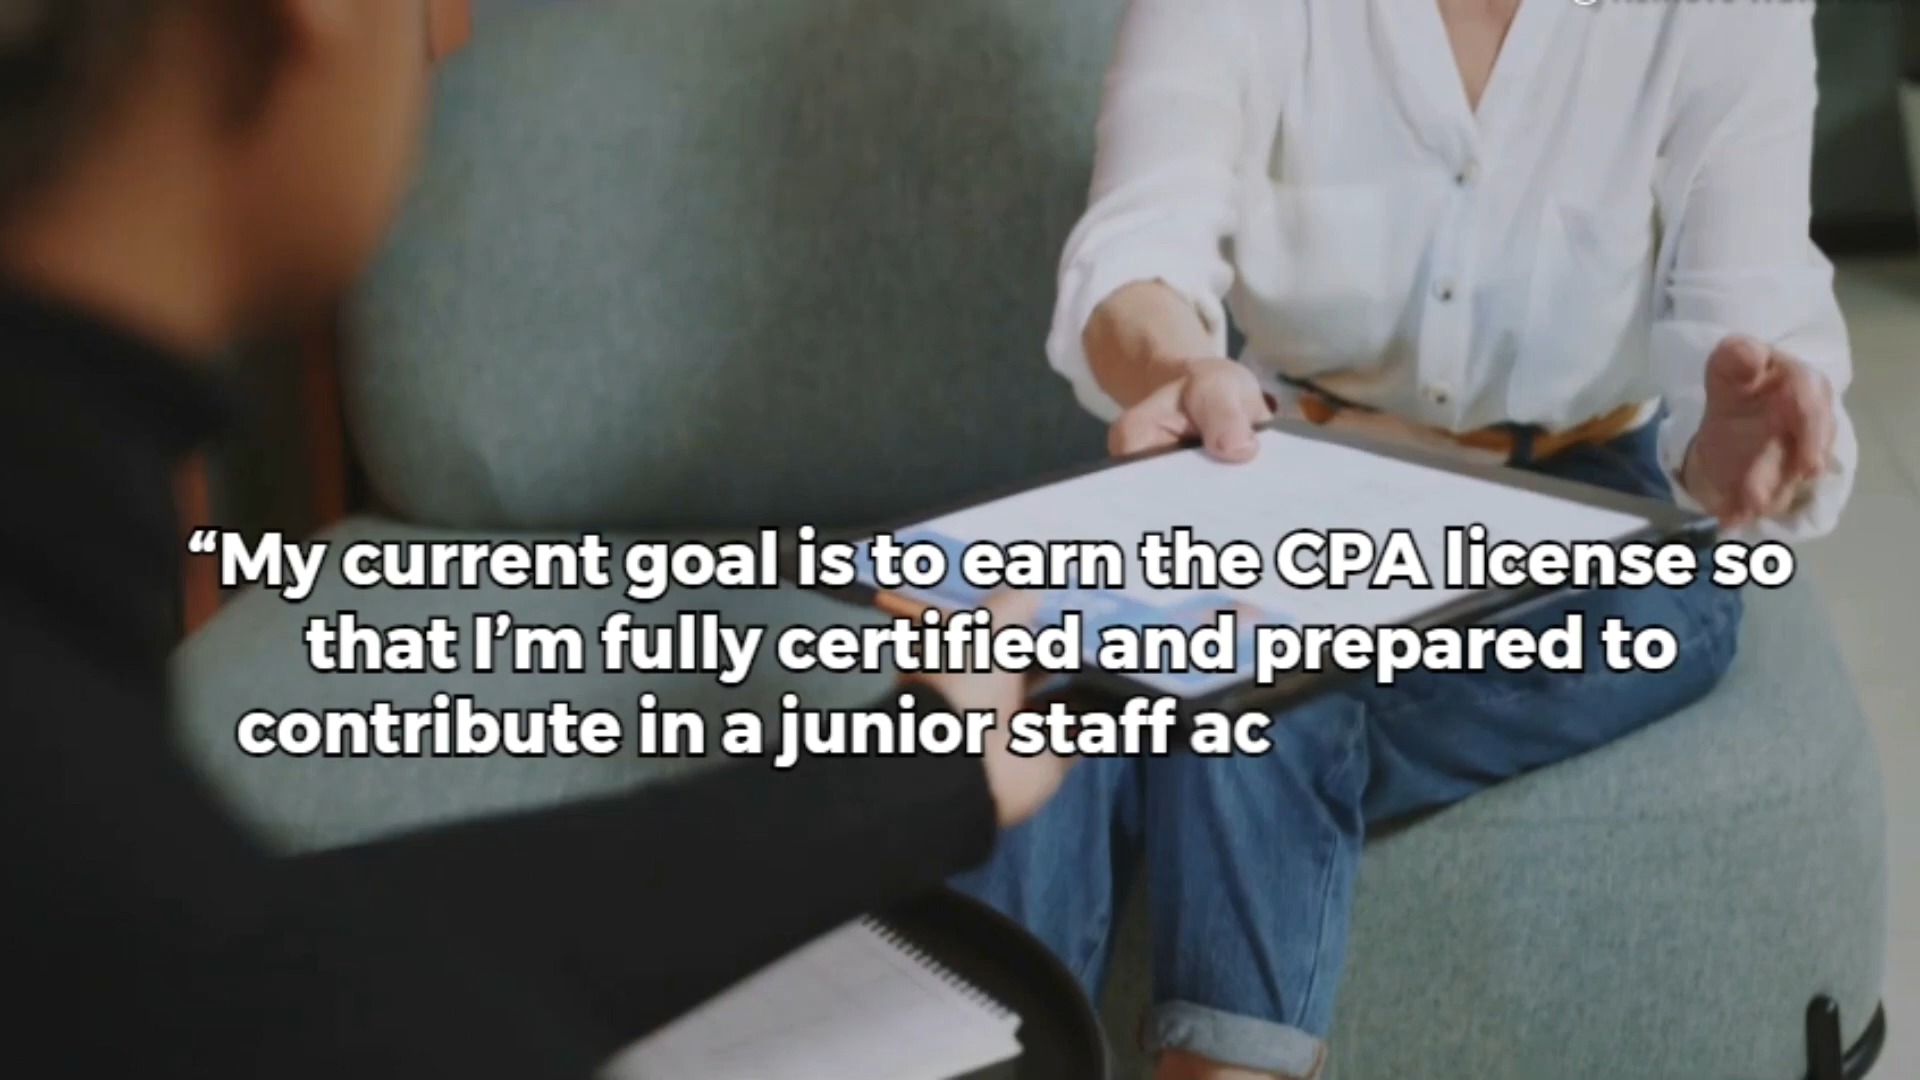 “My current goal is to earn the CPA license so
that I’m fully certified and prepared to
contribute in a junior staff ac